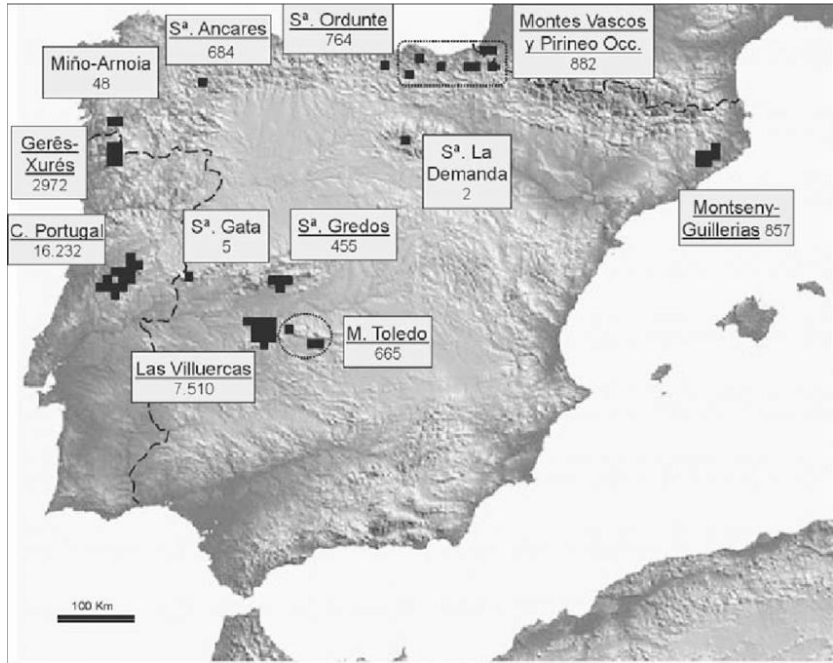 Sª. Ancares
684
Sª. Ordunte
764
Montes Vascos
y Pirineo Occ.
882
Miño-Arnoia
48
Gerês-
Xurés
2972
Sª. La
Demanda
2
Montseny-
Guillerias 857
C. Portugal
16.232
Sª. Gata
5
Sª. Gredos
455
M. Toledo
665
Las Villuercas
7.510
100 Km